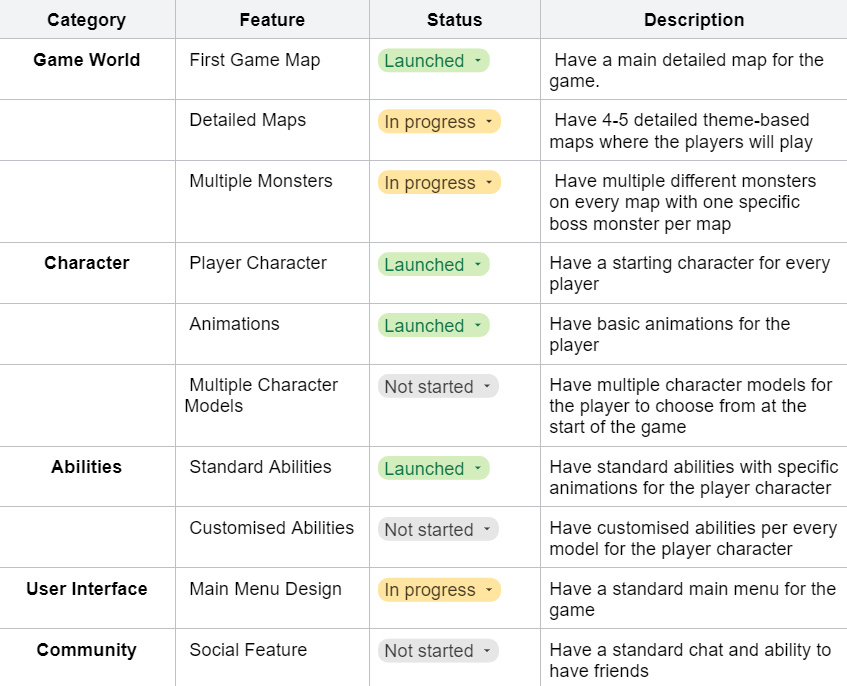 Category Feature Status Description
Game World First Game Map Launched Have a main detailed map for the
game.
Detailed Maps In progress Have 4-5 detailed theme-based
maps where the players will play
Multiple Monsters In progress Have multiple different monsters
on every map with one specific
boss monster per map
Character Player Character Launched Have a starting character for every
player
Animations Launched Have basic animations for the
player
Multiple Character Not started Have multiple character models for
Models the player to choose from at the
start of the game
Abilities Standard Abilities Launched Have standard abilities with specific
animations for the player character
Customised Abilities Not started Have customised abilities per every
model for the player character
User Interface Main Menu Design In progress Have a standard main menu for the
game
Community Social Feature Not started Have a standard chat and ability to
have friends